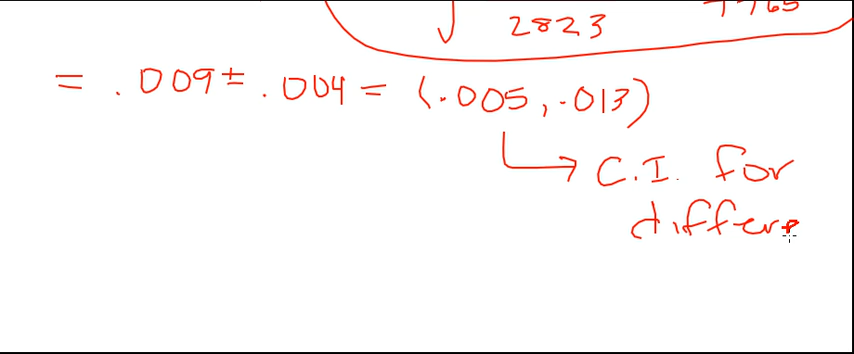 2823
= .009 ± .004 = (.005, .013)
C.I. for
differe